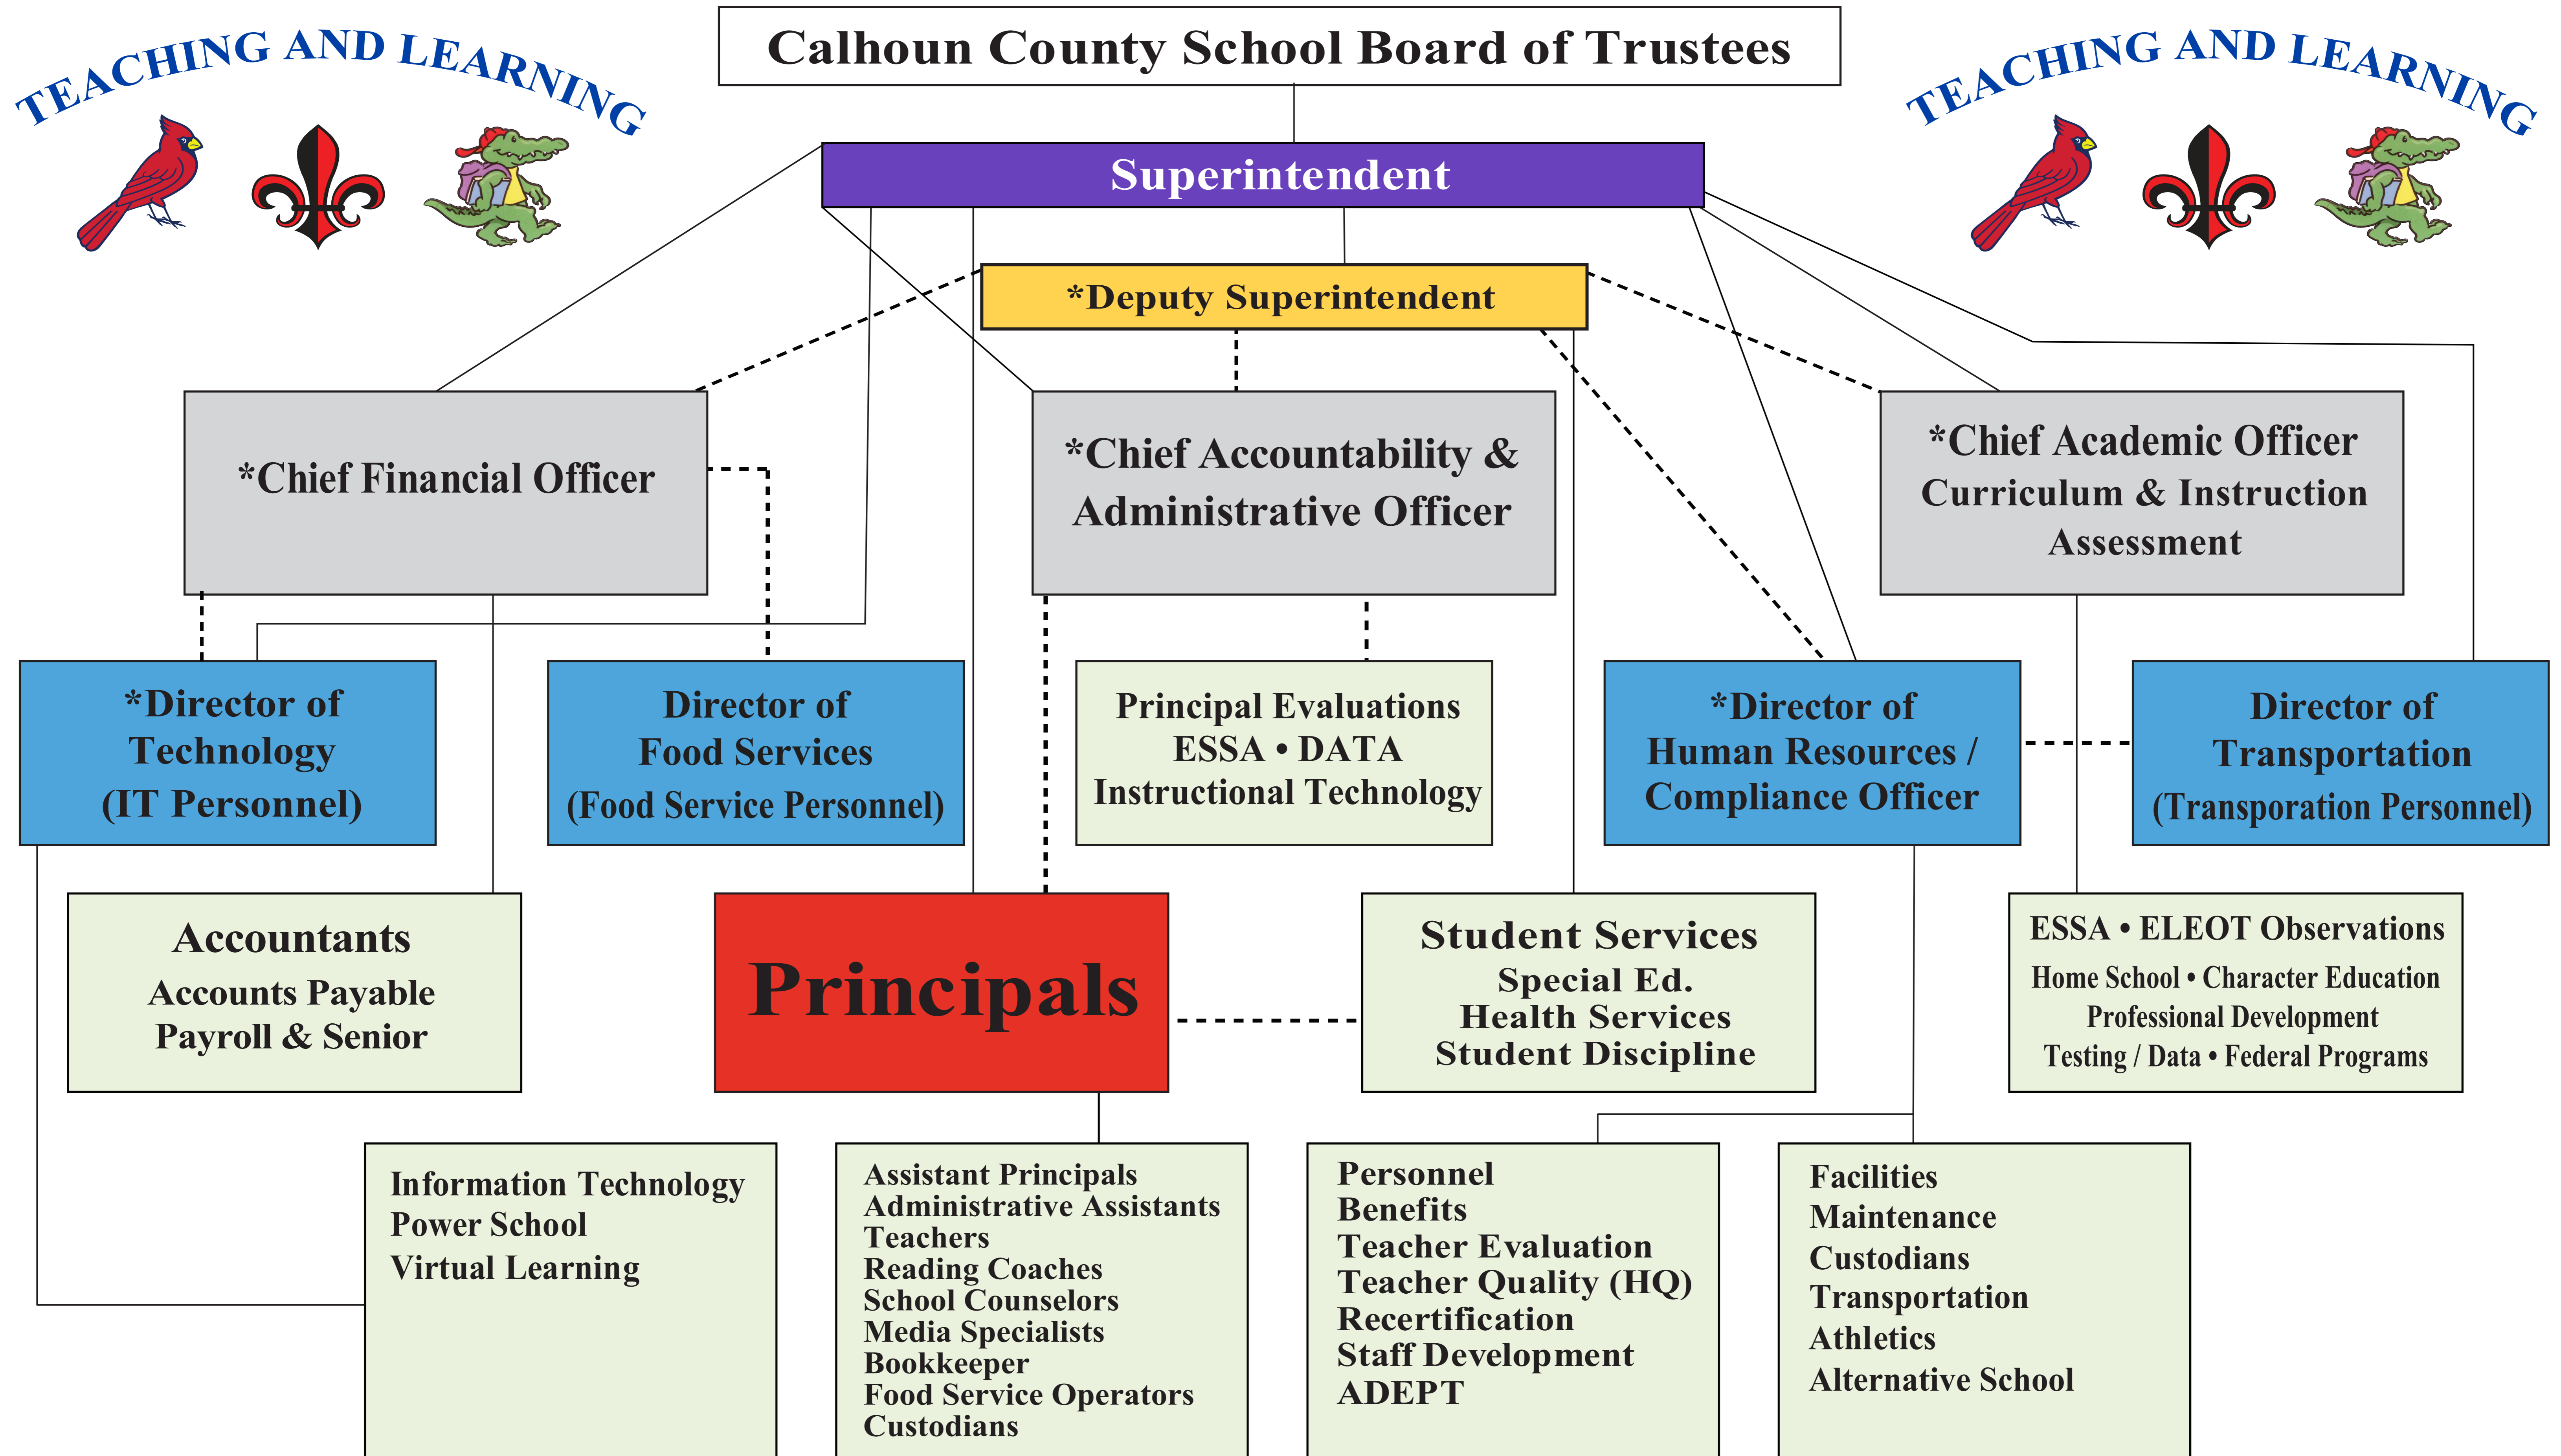 TEACHING AND LEARNING
Calhoun County School Board of Trustees
TEACHING AND LEARNING
Superintendent
*Deputy Superintendent
*Chief Financial Officer
*Chief Accountability &
Administrative Officer
*Chief Academic Officer
Curriculum & Instruction
Assessment
*Director of
Technology
(IT Personnel)
Director of
Food Services
(Food Service Personnel)
Principal Evaluations
ESSA • DATA
Instructional Technology
*Director of
Human Resources /
Compliance Officer
Director of
Transportation
(Transporation Personnel)
Accountants
Accounts Payable
Payroll & Senior
Principals
Student Services
Special Ed.
Health Services
Student Discipline
ESSA • ELEOT Observations
Home School • Character Education
Professional Development
Testing / Data • Federal Programs
Information Technology
Power School
Virtual Learning
Assistant Principals
Administrative Assistants
Teachers
Reading Coaches
School Counselors
Media Specialists
Bookkeeper
Food Service Operators
Custodians
Personnel
Benefits
Teacher Evaluation
Teacher Quality (HQ)
Recertification
Staff Development
ADEPT
Facilities
Maintenance
Custodians
Transportation
Athletics
Alternative School